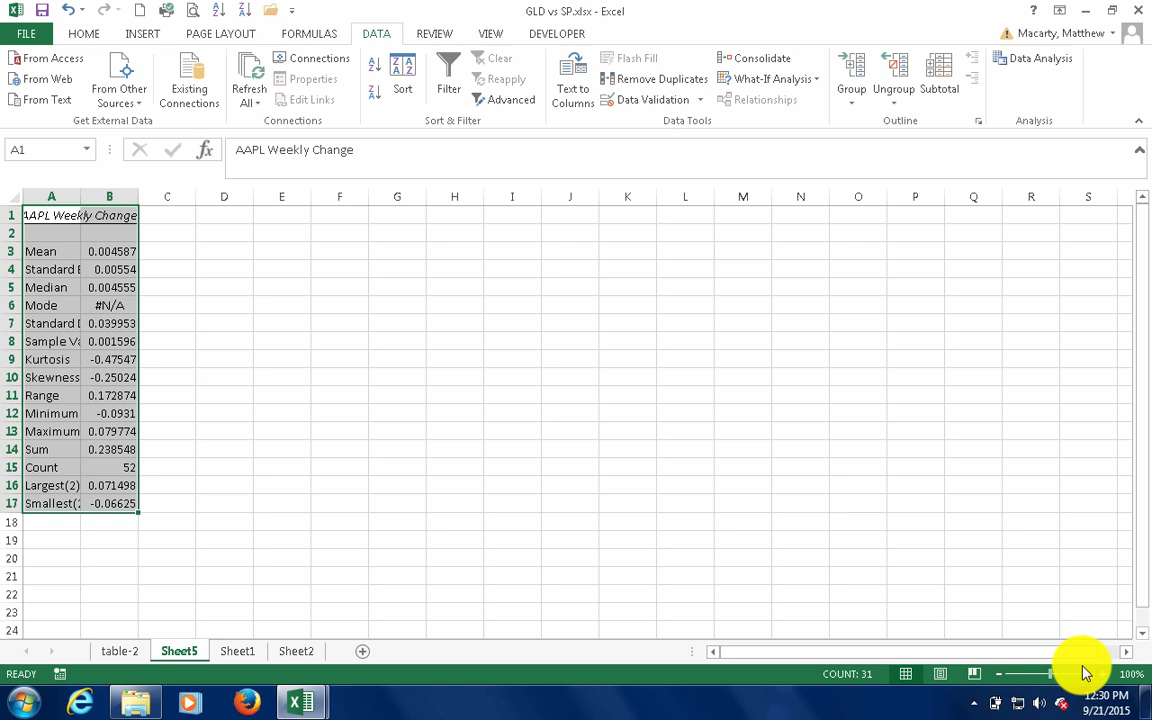 GLD vs SP.xlsx - Excel
FILE HOME INSERT PAGE LAYOUT FORMULAS DATA REVIEW VIEW DEVELOPER Macarty, Matthew
From Access
From Web
From Text
From Other Sources
Existing Connections
Get External Data
Refresh All
Connections
Properties
Edit Links
Connections
Sort
Filter
Clear
Reapply
Advanced
Sort & Filter
Text to Columns
Flash Fill
Remove Duplicates
Data Validation
Consolidate
What-If Analysis
Relationships
Data Tools
Group
Ungroup
Subtotal
Outline
Data Analysis
Analysis
A1 fx AAPL Weekly Change
A B C D E F G H I J K L M N O P Q R S
1 AAPL Weekly Change
2
3 Mean 0.004587
4 Standard E 0.00554
5 Median 0.004555
6 Mode #N/A
7 Standard D 0.039953
8 Sample Va 0.001596
9 Kurtosis -0.47547
10 Skewness -0.25024
11 Range 0.172874
12 Minimum -0.0931
13 Maximum 0.079774
14 Sum 0.238548
15 Count 52
16 Largest(2) 0.071498
17 Smallest(2 -0.06625
18
19
20
21
22
23
24
table-2 Sheet5 Sheet1 Sheet2
READY COUNT: 31 100%
12:30 PM
9/21/2015